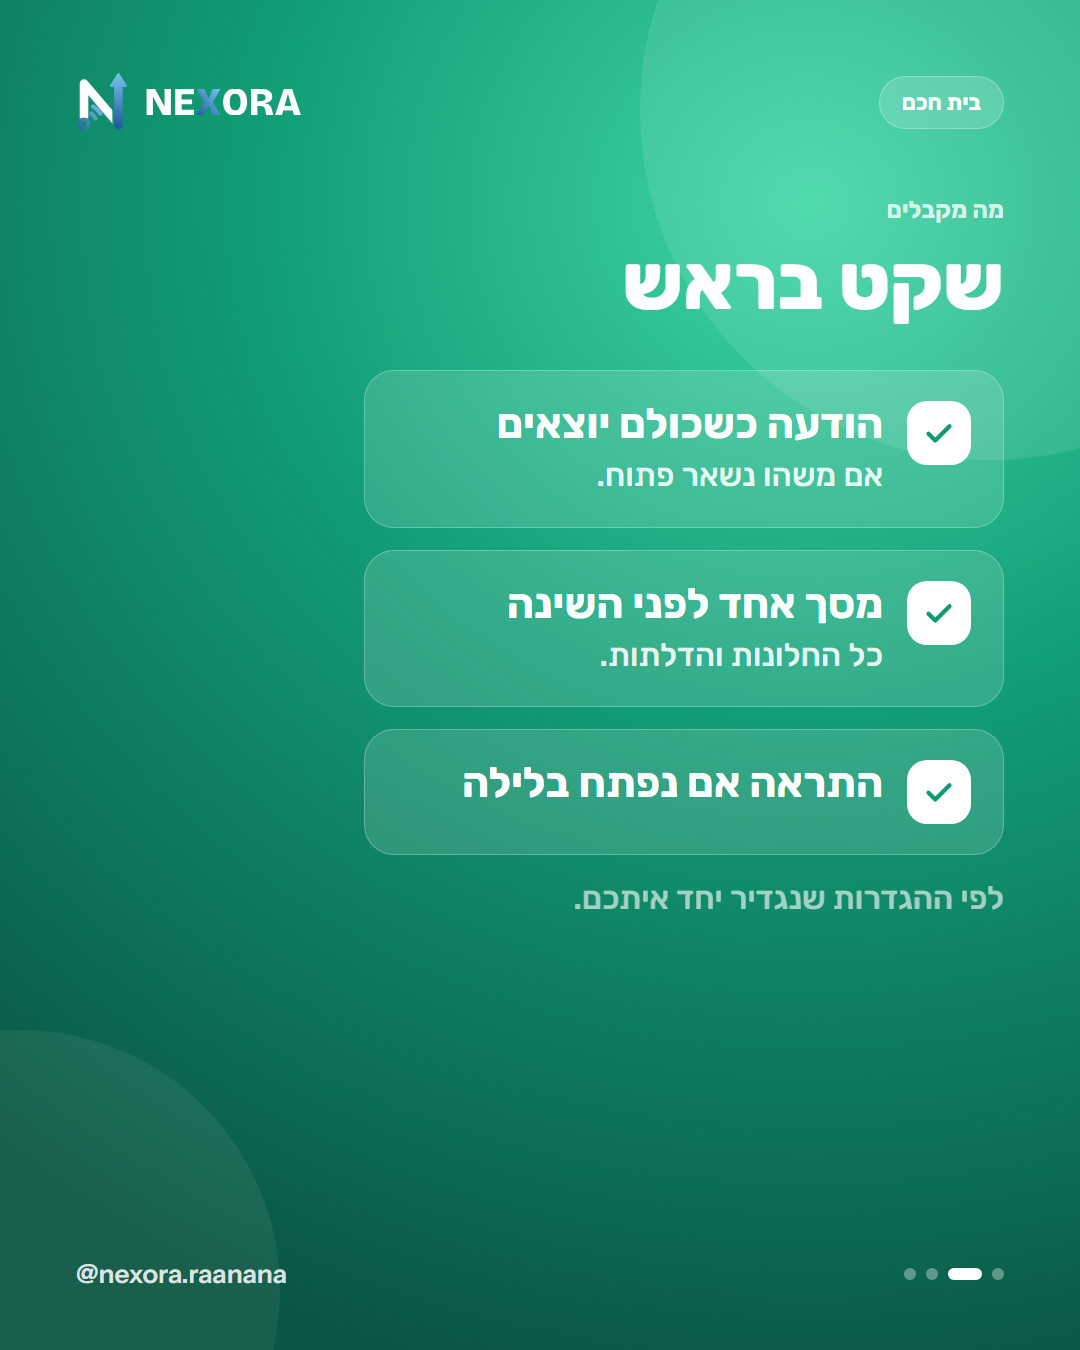 NEXORA
בית חכם
מה מקבלים
שקט בראש
הודעה כשכולם יוצאים
אם משהו נשאר פתוח.
מסך אחד לפני השינה
כל החלונות והדלתות.
התראה אם נפתח בלילה
לפי ההגדרות שנגדיר יחד איתכם.
@nexora.raanana